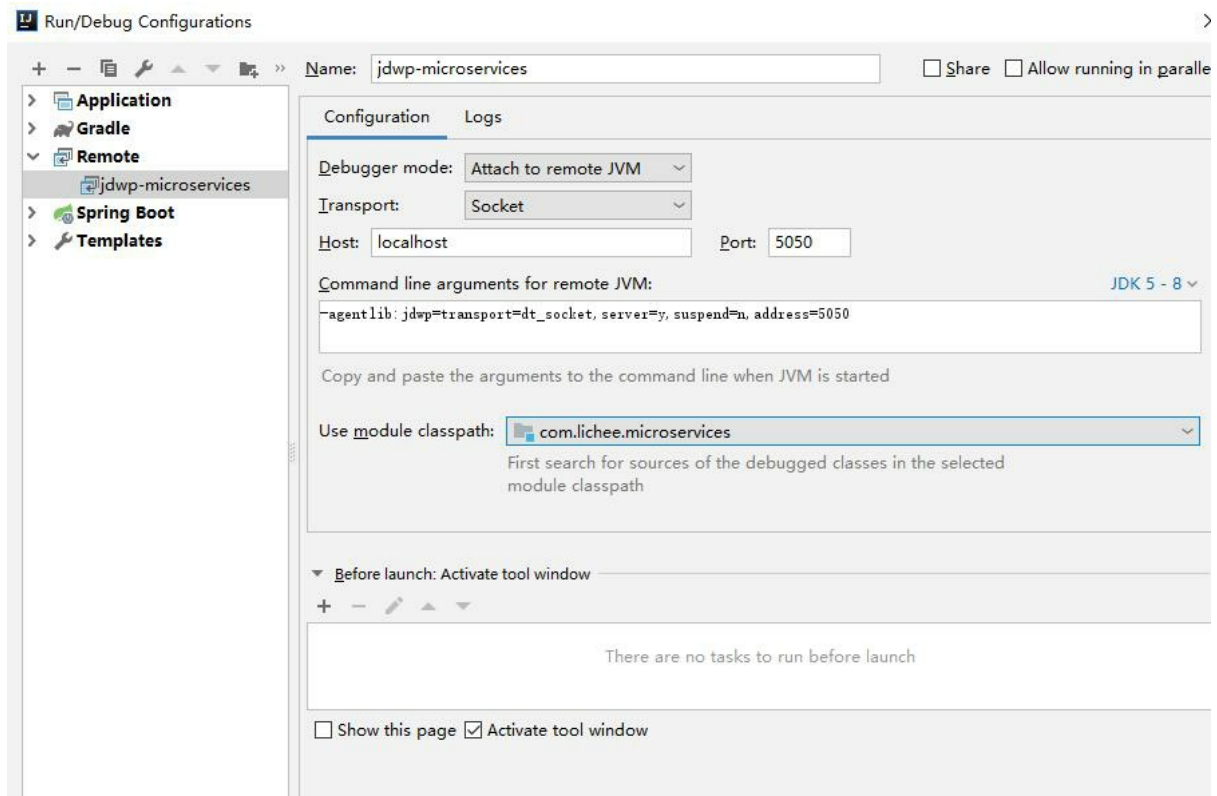 Run/Debug Configurations
Name: jdwp-microservices
Share
Allow running in paralle
Application
Gradle
Remote
jdwp-microservices
Spring Boot
Templates
Configuration
Logs
Debugger mode: Attach to remote JVM
Transport: Socket
Host: localhost
Port: 5050
Command line arguments for remote JVM:
JDK 5 - 8
-agentlib:jdwp=transport=dt_socket,server=y,suspend=n,address=5050
Copy and paste the arguments to the command line when JVM is started
Use module classpath: com.lichee.microservices
First search for sources of the debugged classes in the selected
module classpath
Before launch: Activate tool window
There are no tasks to run before launch
Show this page
Activate tool window